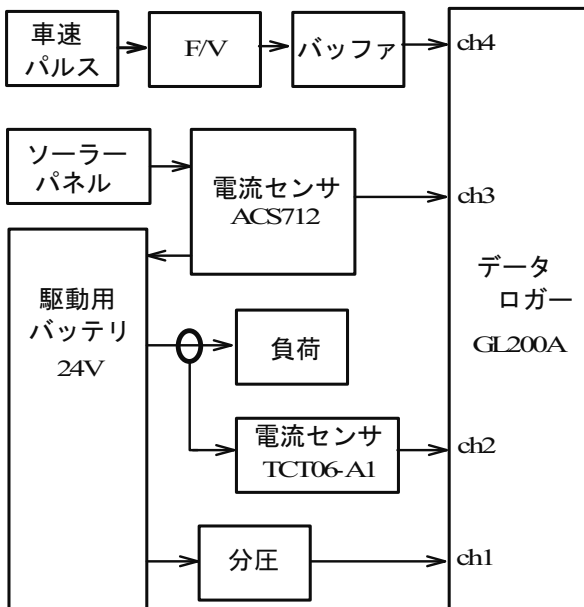 車速
パルス
F/V
バッファ
ch4
ソーラー
パネル
電流センサ
ACS712
ch3
駆動用
バッテリ
24V
負荷
データ
ロガー
GL200A
電流センサ
TCT06-A1
ch2
分圧
ch1